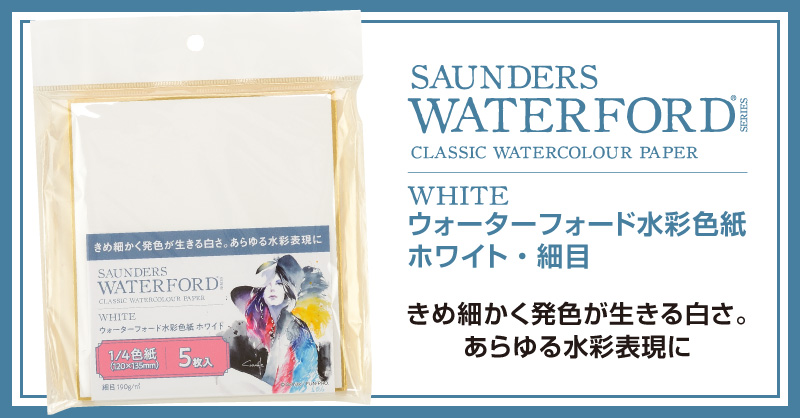 きめ細かく発色が生きる白さ。あらゆる水彩表現に
SAUNDERS
WATERFORD
SERIES
CLASSIC WATERCOLOUR PAPER
WHITE
ウォーターフォード水彩色紙 ホワイト
1/4色紙
(120×135mm)
5枚入
細目 190g/㎡
SAUNDERS
WATERFORD®
SERIES
CLASSIC WATERCOLOUR PAPER
WHITE
ウォーターフォード水彩色紙
ホワイト・細目
きめ細かく発色が生きる白さ。
あらゆる水彩表現に